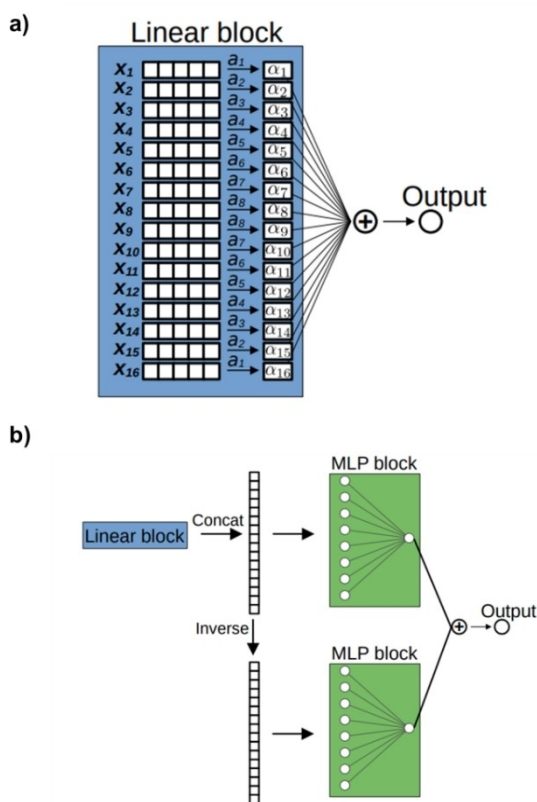 a)
Linear block
x₁ a₁ α₁
x₂ a₂ α₂
x₃ a₃ α₃
x₄ a₄ α₄
x₅ a₅ α₅
x₆ a₆ α₆
x₇ a₇ α₇
x₈ a₈ α₈
x₉ a₈ α₉
x₁₀ a₇ α₁₀
x₁₁ a₆ α₁₁
x₁₂ a₅ α₁₂
x₁₃ a₄ α₁₃
x₁₄ a₃ α₁₄
x₁₅ a₂ α₁₅
x₁₆ a₁ α₁₆
Output
b)
MLP block
Linear block
Concat
Inverse
Output
MLP block